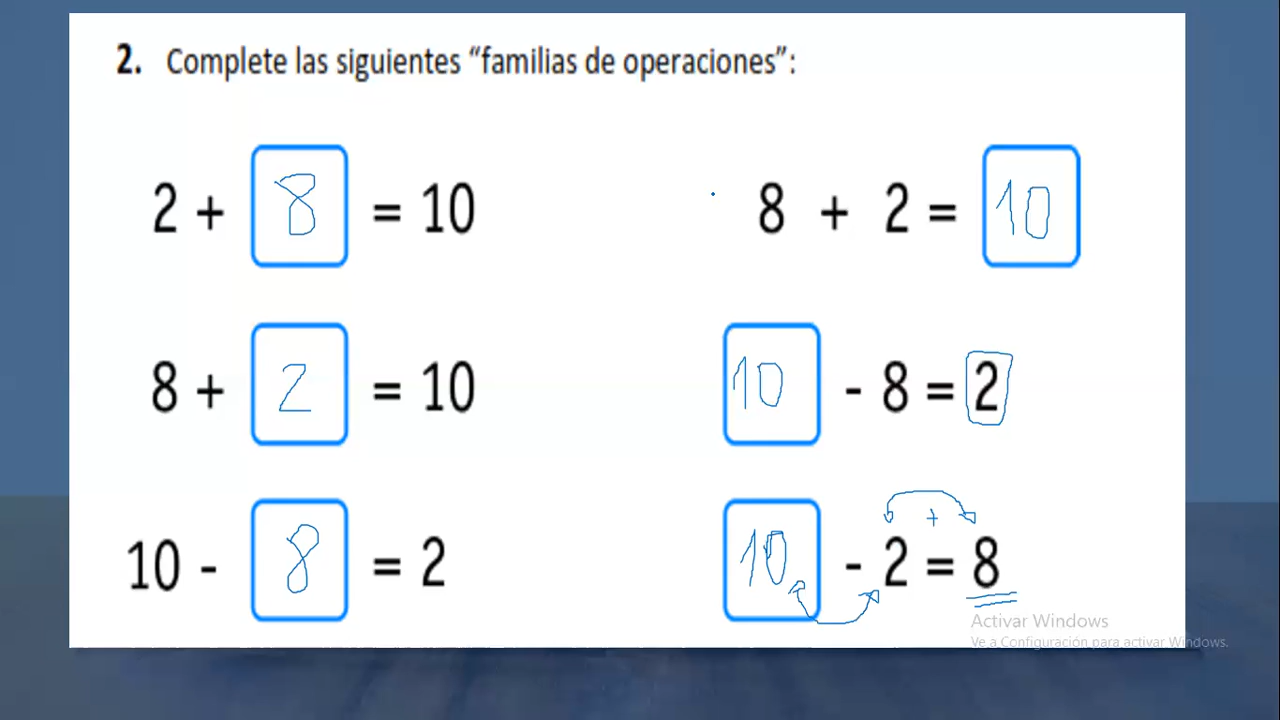 2. Complete las siguientes “familias de operaciones”:
2 + 8 = 10
8 + 2 = 10
8 + 2 = 10
10 - 8 = 2
10 - 8 = 2
+
10 - 2 = 8
Activar Windows
Ve a Configuración para activar Windows.